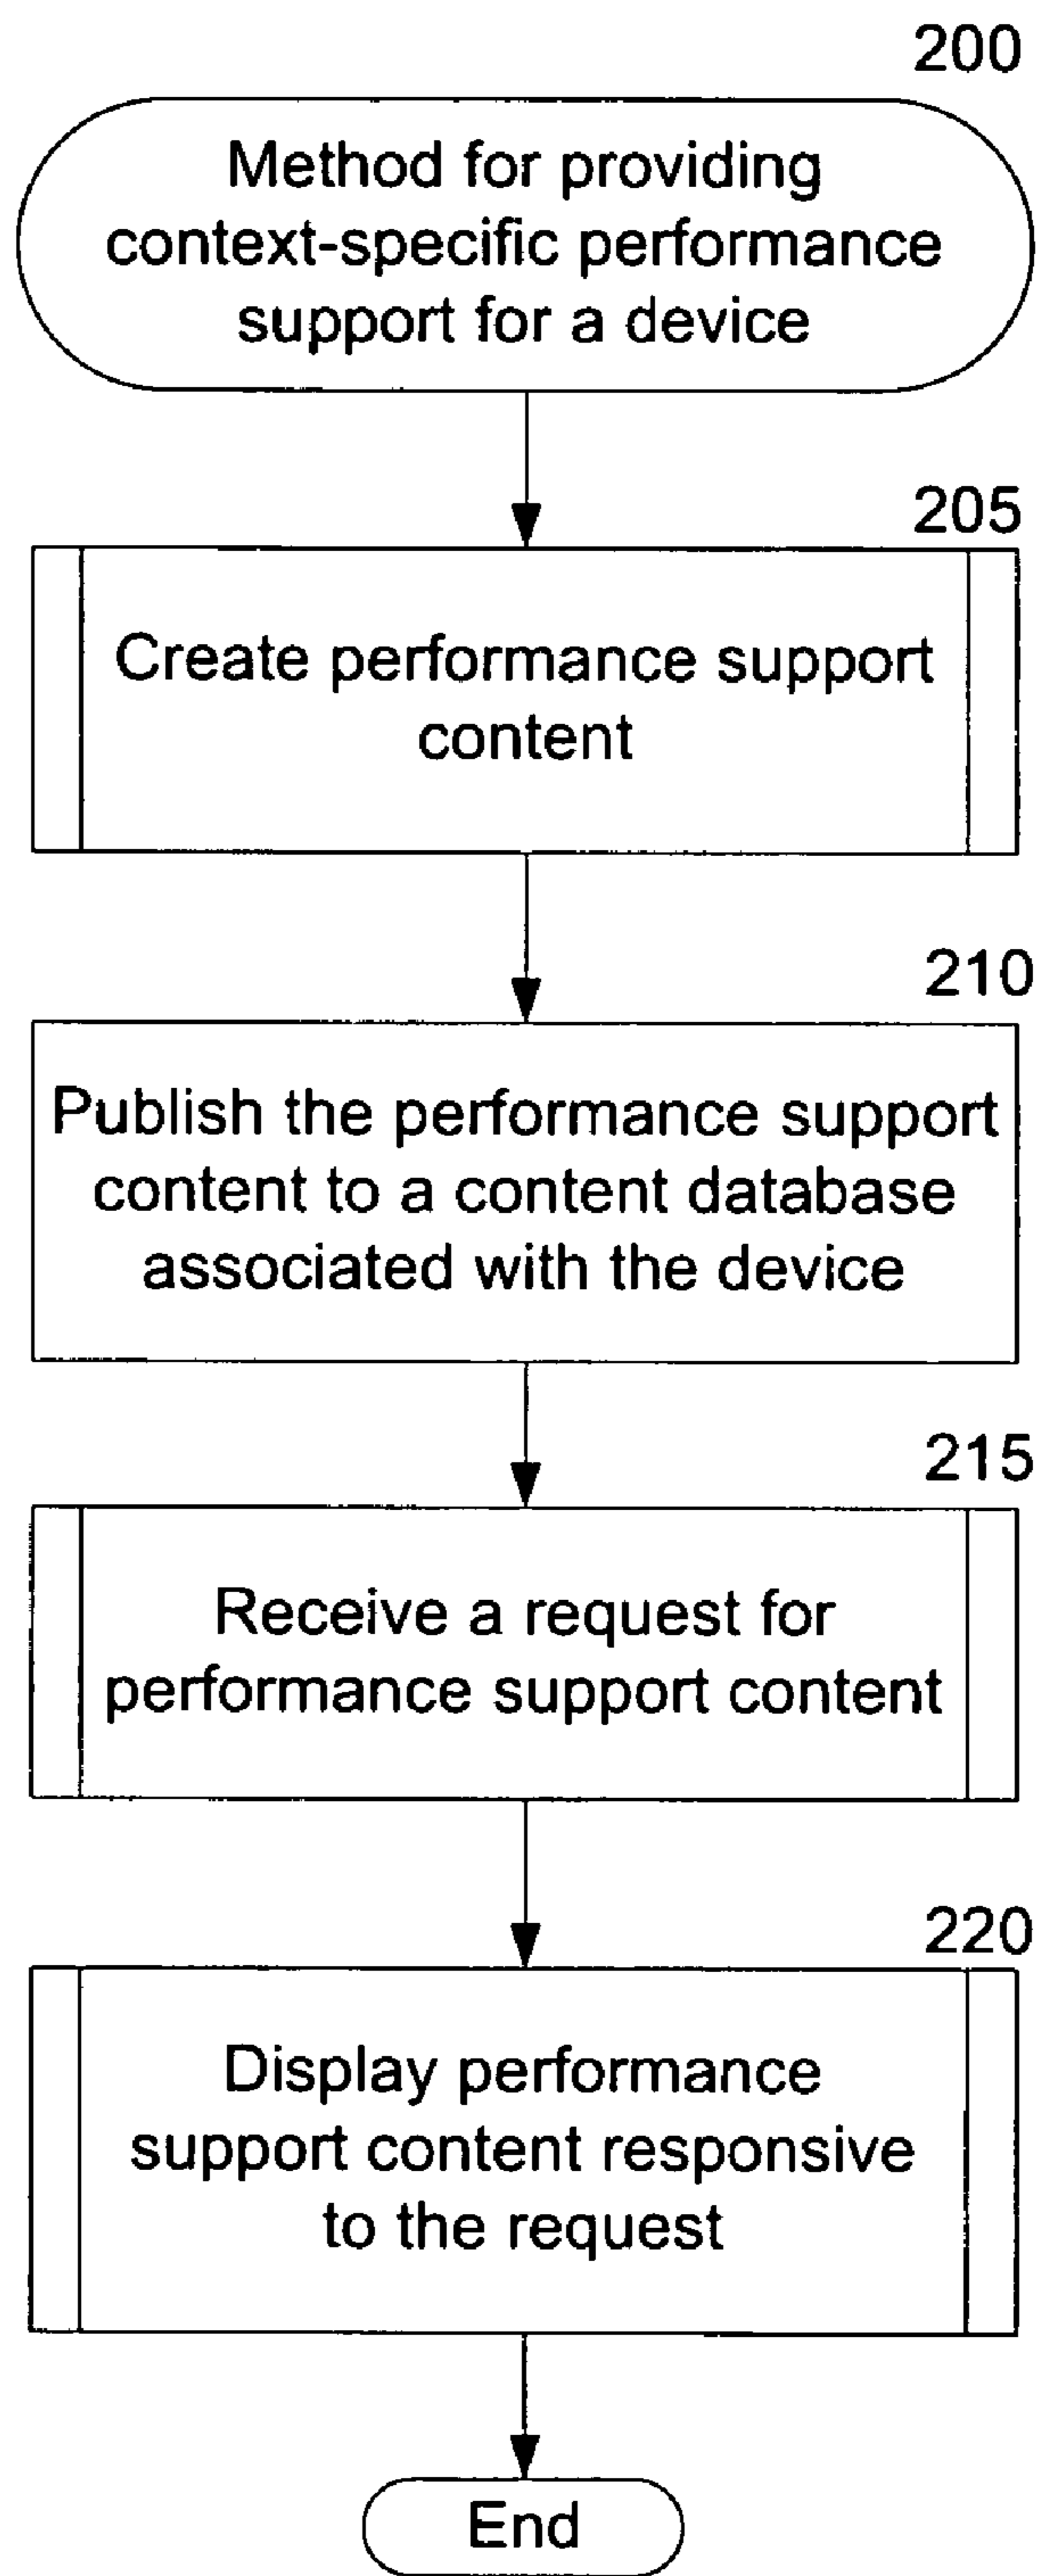 200
Method for providing
context-specific performance
support for a device
205
Create performance support
content
210
Publish the performance support
content to a content database
associated with the device
215
Receive a request for
performance support content
220
Display performance
support content responsive
to the request
End